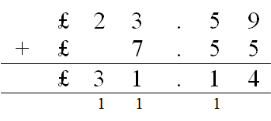 £ 2 3 . 5 9
+ £ 7 . 5 5
£ 3 1 . 1 4
1 1 1